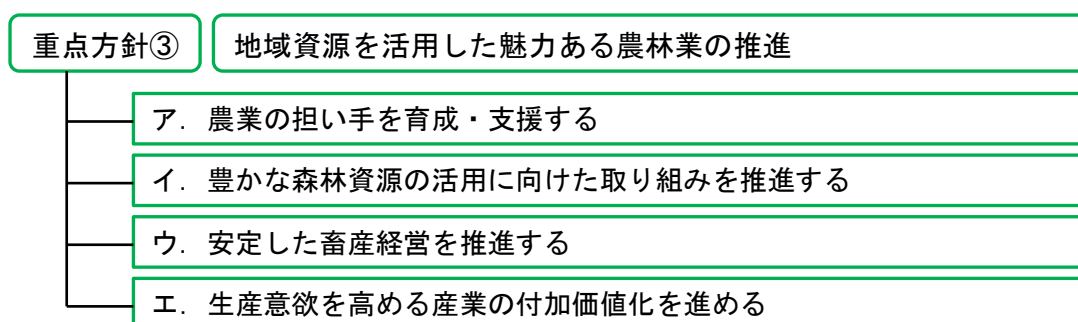 重点方針③ 地域資源を活用した魅力ある農林業の推進
ア．農業の担い手を育成・支援する
イ．豊かな森林資源の活用に向けた取り組みを推進する
ウ．安定した畜産経営を推進する
エ．生産意欲を高める産業の付加価値化を進める